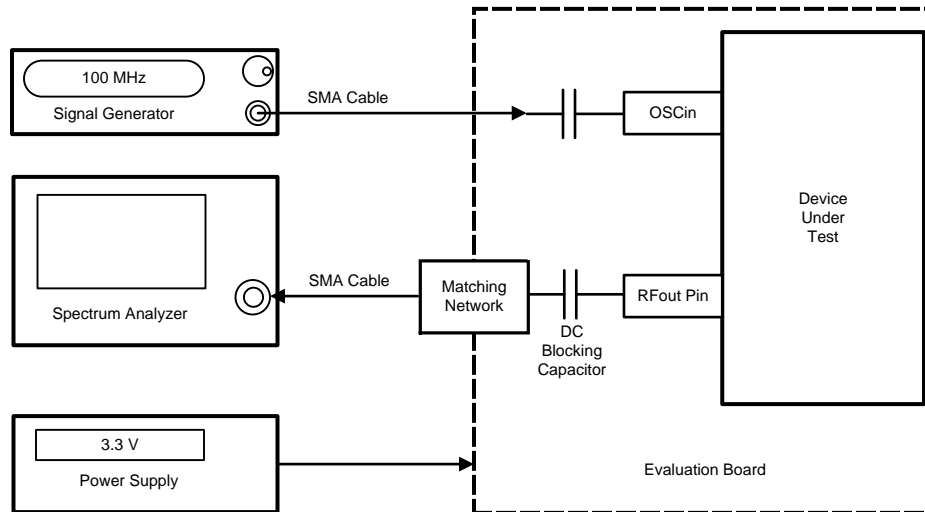 100 MHz
Signal Generator
SMA Cable
OSCin
Device
Under
Test
SMA Cable
Matching
Network
RFout Pin
Spectrum Analyzer
DC
Blocking
Capacitor
3.3 V
Power Supply
Evaluation Board